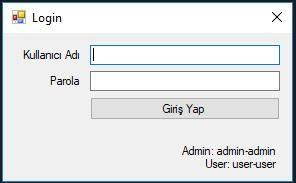 Login
Kullanıcı Adı
Parola
Giriş Yap
Admin: admin-admin
User: user-user